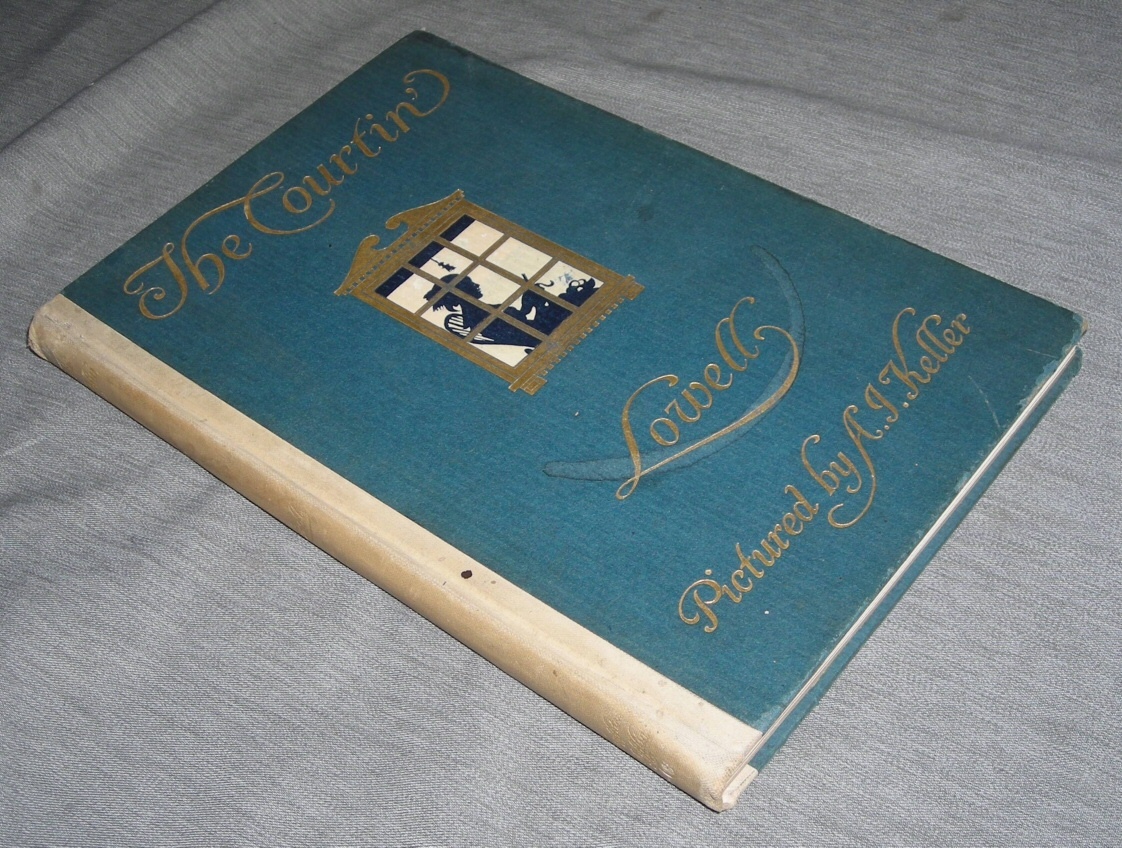 The Courtin'
Lowell
Pictured by A.I. Keller